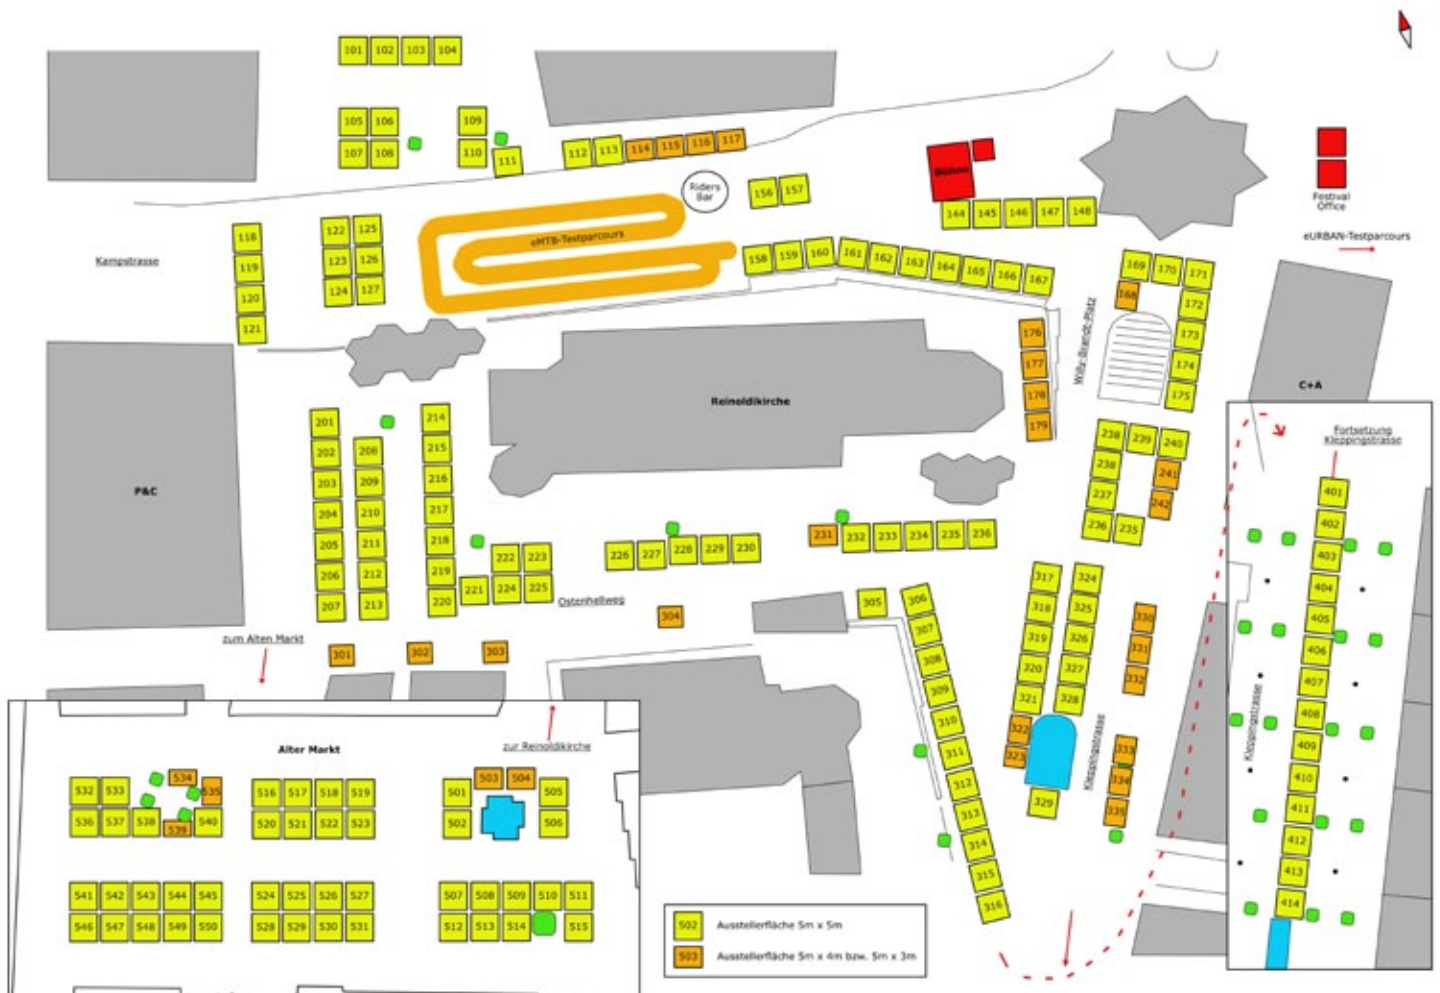 101 102 103 104
105 106 109
107 108 110 111 112 113 114 115 116 117
Riders
Bar
156 157
Bühne
144 145 146 147 148
Festival
Office
eURBAN-Testparcours
Kampstrasse
118 122 125
119 123 126
120 124 127
121
eMTB-Testparcours
158 159 160 161 162 163 164 165 166 167
169 170 171
168 172
173
174
175
Willy-Brandt-Platz
176
177
178
179
Reinoldikirche
C+A
P&C
201 214
202 208 215
203 209 216
204 210 217
205 211 218
206 212 219
207 213 220
221 222 223
224 225
226 227 228 229 230
231 232 233 234 235 236
238 239 240
238 241
237 242
236 235
Ostenhellweg
zum Alten Markt
301 302 303 304
305 306
307
308
309
310
311
312
313
314
315
316
317 324
318 325
319 326
320 327
321 328
322
323
329
330
331
332
333
334
335
Kleppingstrasse
Fortsetzung
Kleppingstrasse
401
402
403
404
405
406
407
408
409
410
411
412
413
414
Kleppingstrasse
Alter Markt
zur Reinoldikirche
532 533 534 535
536 537 538 539 540
516 517 518 519
520 521 522 523
501 503 504 505
502 506
541 542 543 544 545
546 547 548 549 550
524 525 526 527
528 529 530 531
507 508 509 510 511
512 513 514 515
502 Ausstellerfläche 5m x 5m
503 Ausstellerfläche 5m x 4m bzw. 5m x 3m